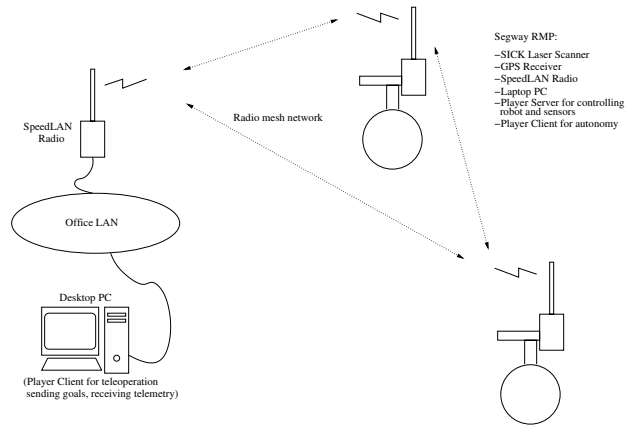 Segway RMP:
−SICK Laser Scanner
−GPS Receiver
−SpeedLAN Radio
−Laptop PC
−Player Server for controlling
robot and sensors
−Player Client for autonomy
Radio mesh network
SpeedLAN
Radio
Office LAN
Desktop PC
(Player Client for teleoperation
sending goals, receiving telemetry)